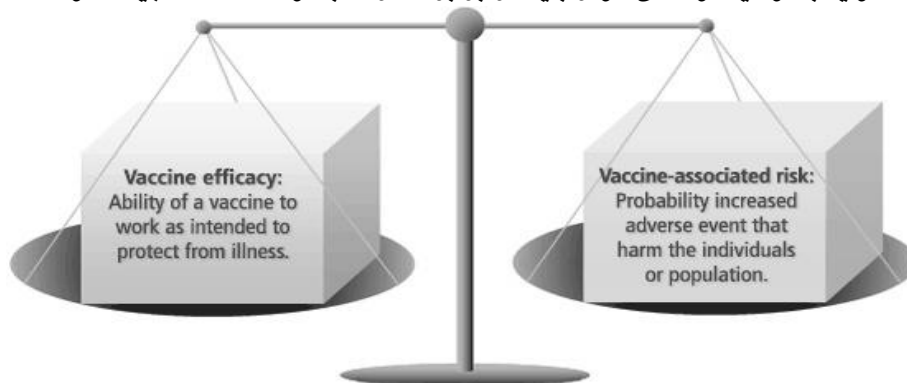 Vaccine efficacy:
Ability of a vaccine to
work as intended to
protect from illness.
Vaccine-associated risk:
Probability increased
adverse event that
harm the individuals
or population.